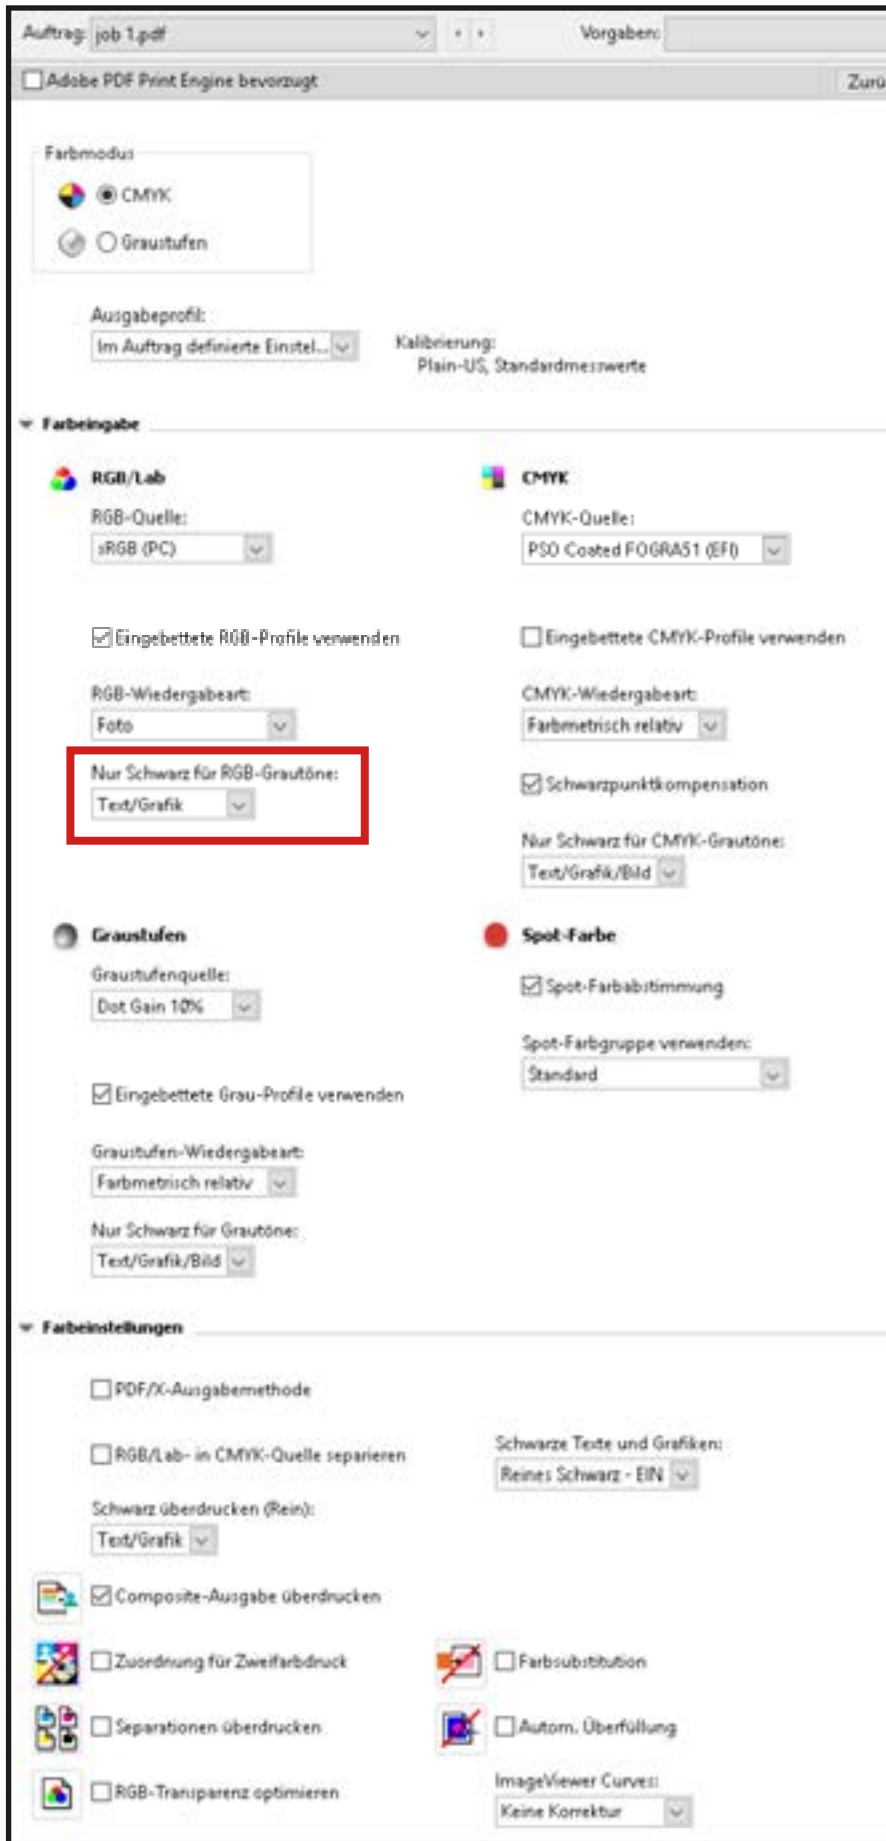 Auftrag: job 1.pdf Vorgaben:
Adobe PDF Print Engine bevorzugt Zurü
Farbmodus
CMYK
Graustufen
Ausgabeprofil:
Im Auftrag definierte Einstel...
Kalibrierung:
Plain-US, Standardmesswerte
Farbeingabe
RGB/Lab
RGB-Quelle:
sRGB (PC)
Eingebettete RGB-Profile verwenden
RGB-Wiedergabeart:
Foto
Nur Schwarz für RGB-Grautöne:
Text/Grafik
CMYK
CMYK-Quelle:
PSO Coated FOGRA51 (EFI)
Eingebettete CMYK-Profile verwenden
CMYK-Wiedergabeart:
Farbmetrisch relativ
Schwarzpunktkompensation
Nur Schwarz für CMYK-Grautöne:
Text/Grafik/Bild
Graustufen
Graustufenquelle:
Dot Gain 10%
Eingebettete Grau-Profile verwenden
Graustufen-Wiedergabeart:
Farbmetrisch relativ
Nur Schwarz für Grautöne:
Text/Grafik/Bild
Spot-Farbe
Spot-Farbabstimmung
Spot-Farbgruppe verwenden:
Standard
Farbeinstellungen
PDF/X-Ausgabemethode
RGB/Lab- in CMYK-Quelle separieren
Schwarze Texte und Grafiken:
Reines Schwarz - EIN
Schwarz überdrucken (Rein):
Text/Grafik
Composite-Ausgabe überdrucken
Zuordnung für Zweifarbdruck
Farbsubstitution
Separationen überdrucken
Autom. Überfüllung
RGB-Transparenz optimieren
ImageViewer Curves:
Keine Korrektur